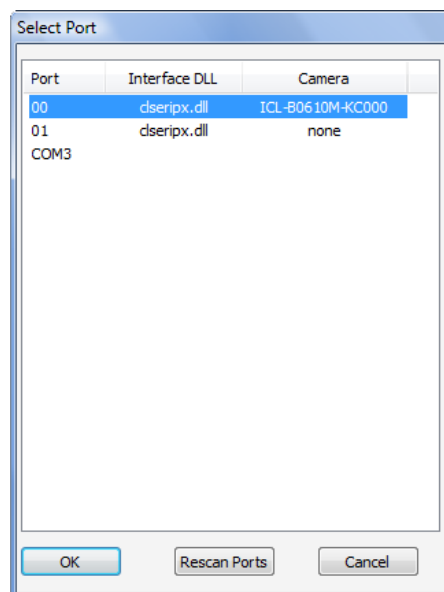 Select Port
Port Interface DLL Camera
00 clseripx.dll ICL-B0610M-KC000
01 clseripx.dll none
COM3
OK Rescan Ports Cancel